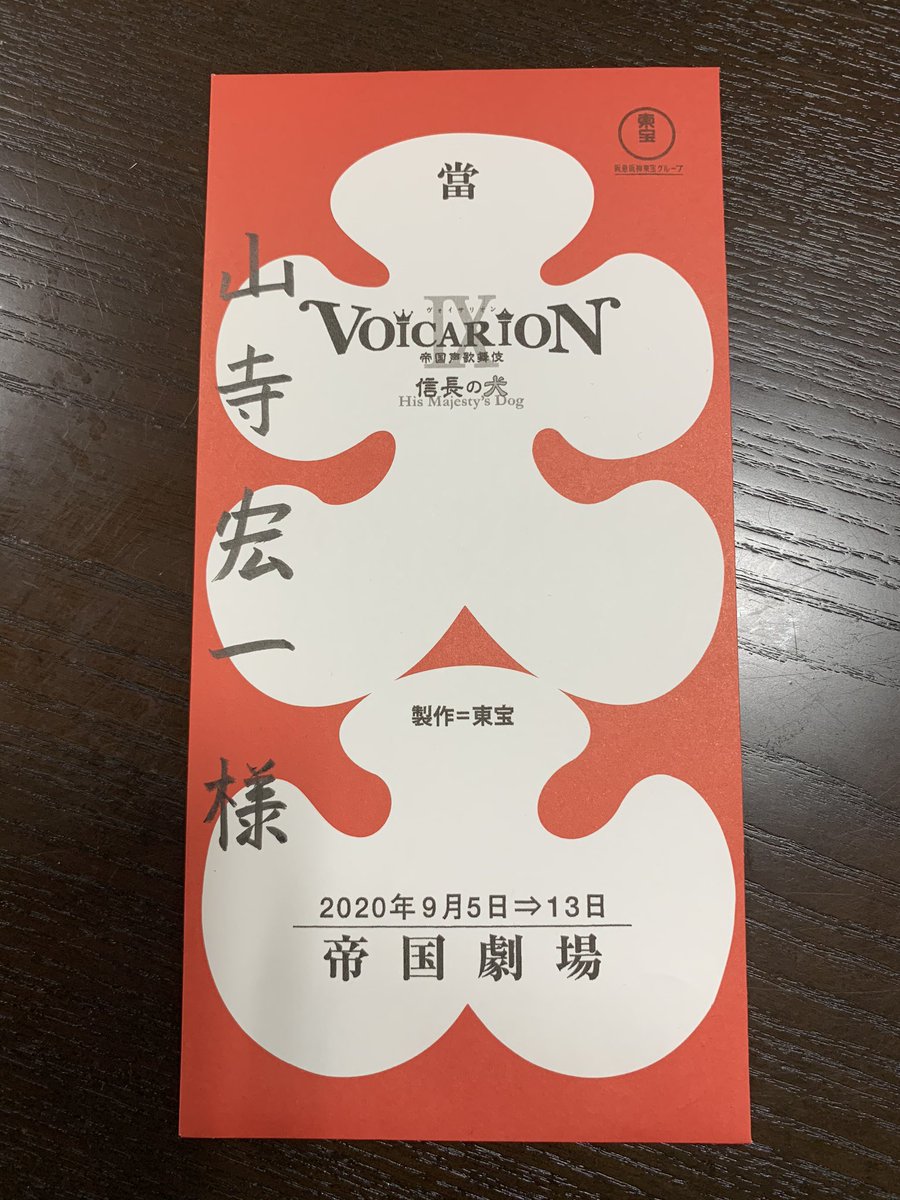 東宝
阪急阪神東宝グループ
當
山寺宏一様
ヴォイサリオン
IX
VOICARION
帝国声歌舞伎
信長の犬
His Majesty's Dog
製作=東宝
2020年9月5日⇒13日
帝国劇場